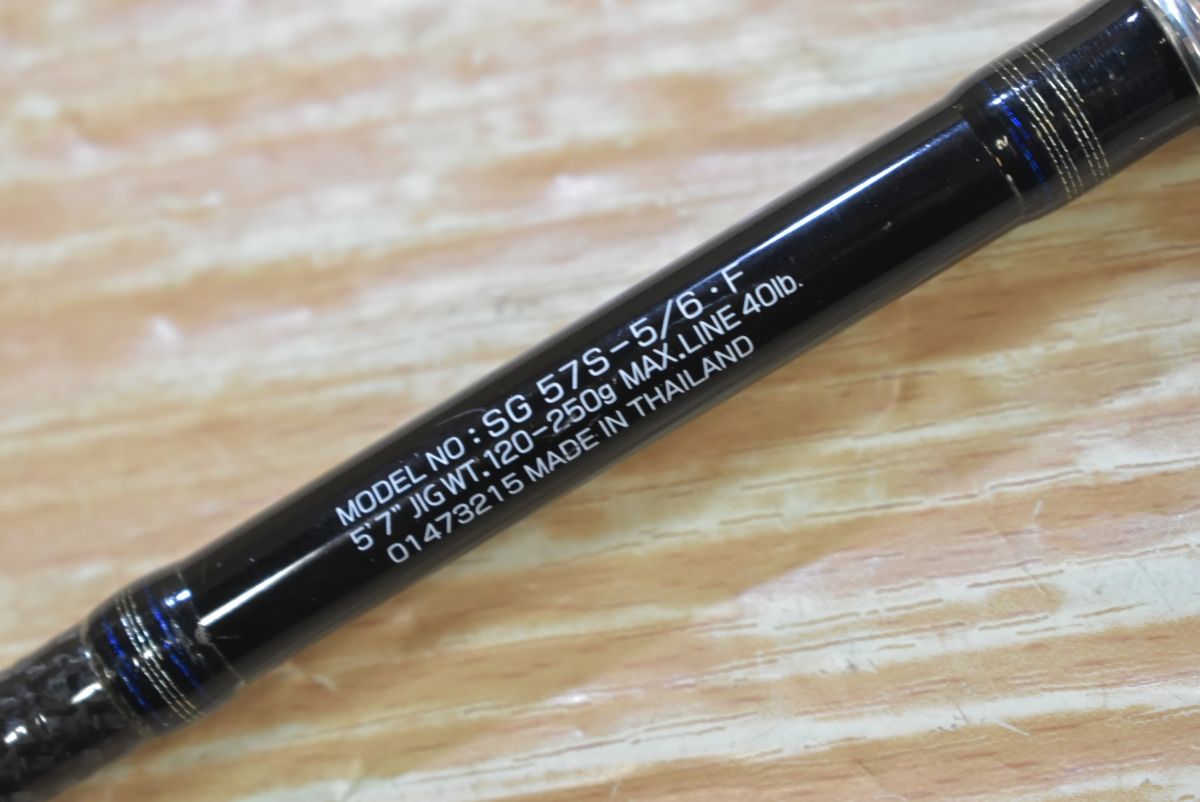 MODEL NO : SG 57S-5/6・F
5'7" JIG WT. 120-250g MAX.LINE 40lb.
01473215 MADE IN THAILAND